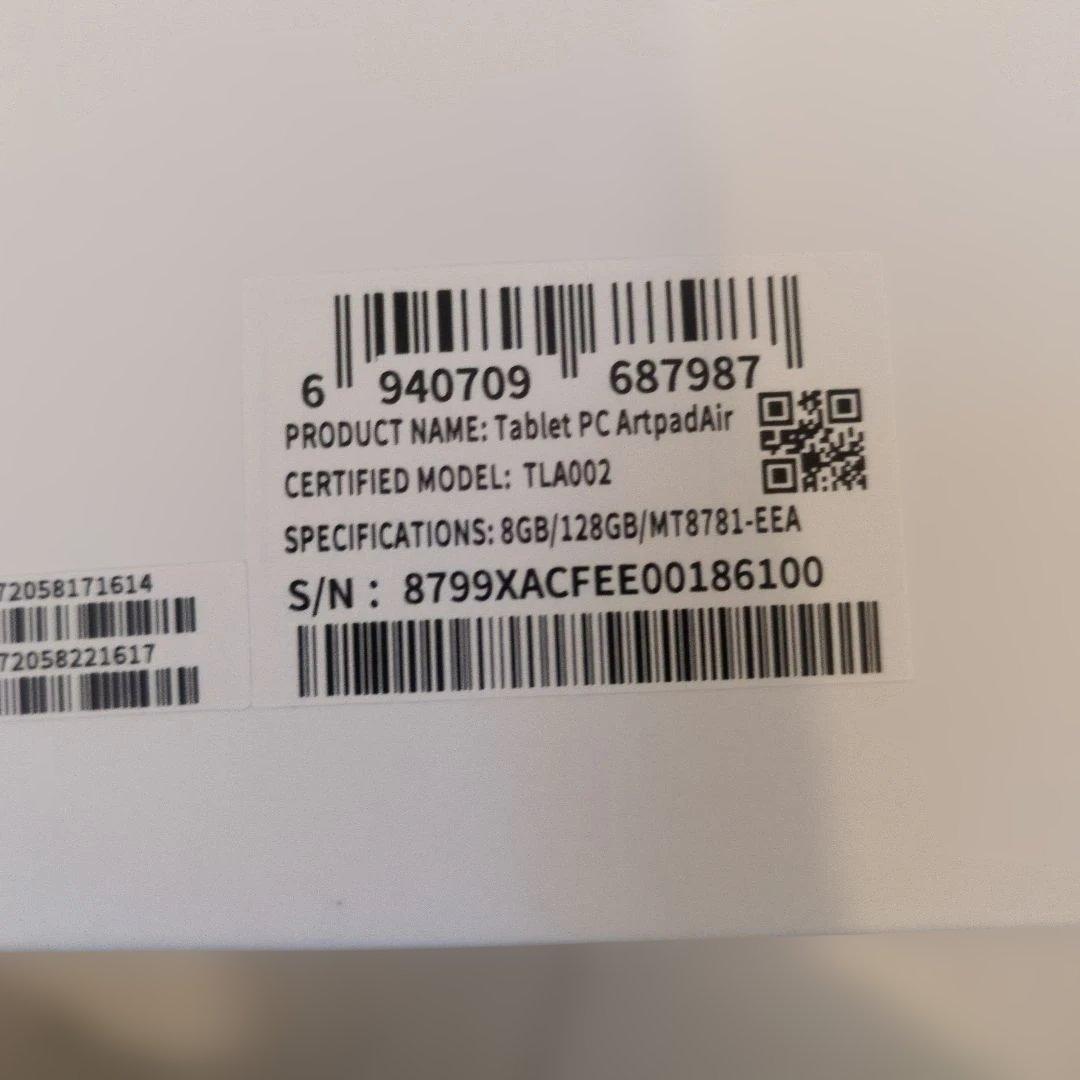 6 940709 687987
PRODUCT NAME: Tablet PC ArtpadAir
CERTIFIED MODEL: TLA002
SPECIFICATIONS: 8GB/128GB/MT8781-EEA
S/N : 8799XACFEE00186100
72058171614
72058221617